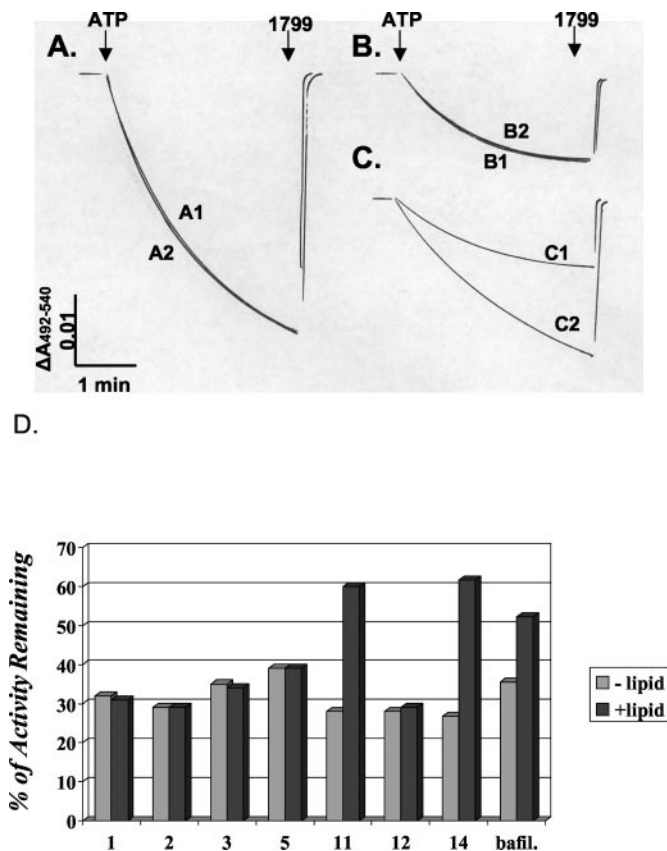 ATP 1799 ATP 1799
A. B.
B2
B1
A1
A2
C.
C1
C2
ΔA492-540
0.01
1 min
D.
% of Activity Remaining
70
60
50
40
30
20
10
0
1 2 3 5 11 12 14 bafil.
- lipid
+lipid